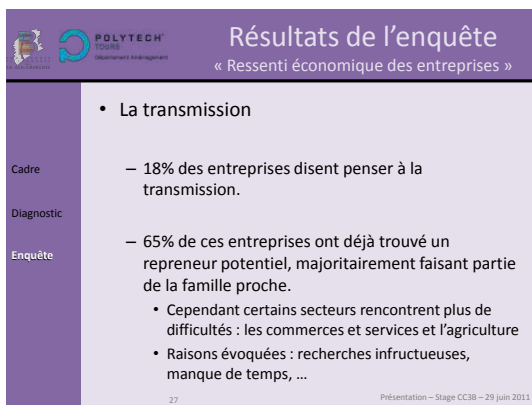 POLYTECH'
TOURS
Département Aménagement
Résultats de l'enquête
« Ressenti économique des entreprises »
• La transmission
Cadre
Diagnostic
Enquête
– 18% des entreprises disent penser à la
transmission.
– 65% de ces entreprises ont déjà trouvé un
repreneur potentiel, majoritairement faisant partie
de la famille proche.
• Cependant certains secteurs rencontrent plus de
difficultés : les commerces et services et l'agriculture
• Raisons évoquées : recherches infructueuses,
manque de temps, …
27
Présentation – Stage CC3B – 29 juin 2011